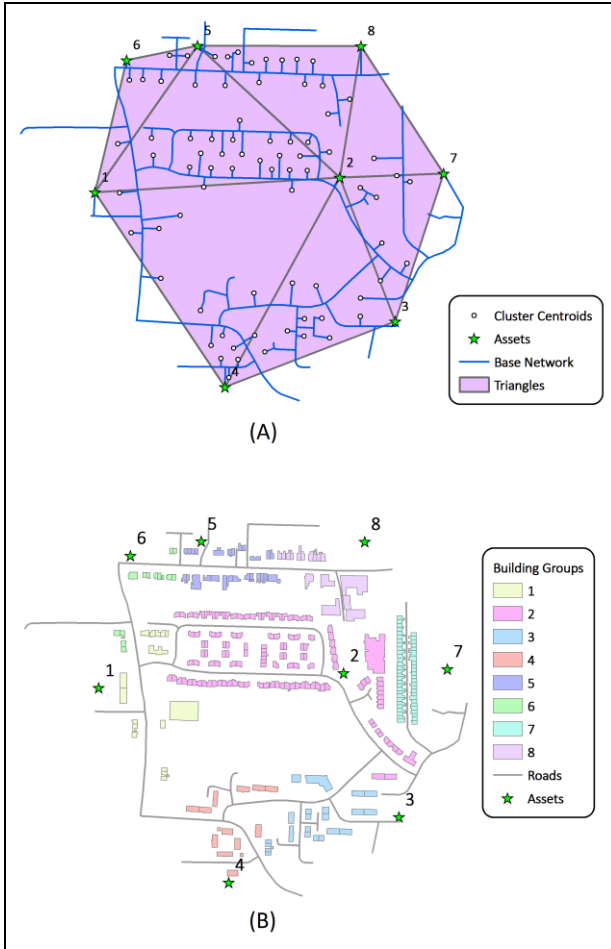 5
8
6
2
7
1
3
4
Cluster Centroids
Assets
Base Network
Triangles
(A)
5
8
6
Building Groups
1
2
3
4
5
6
7
8
Roads
Assets
2
7
1
3
4
(B)